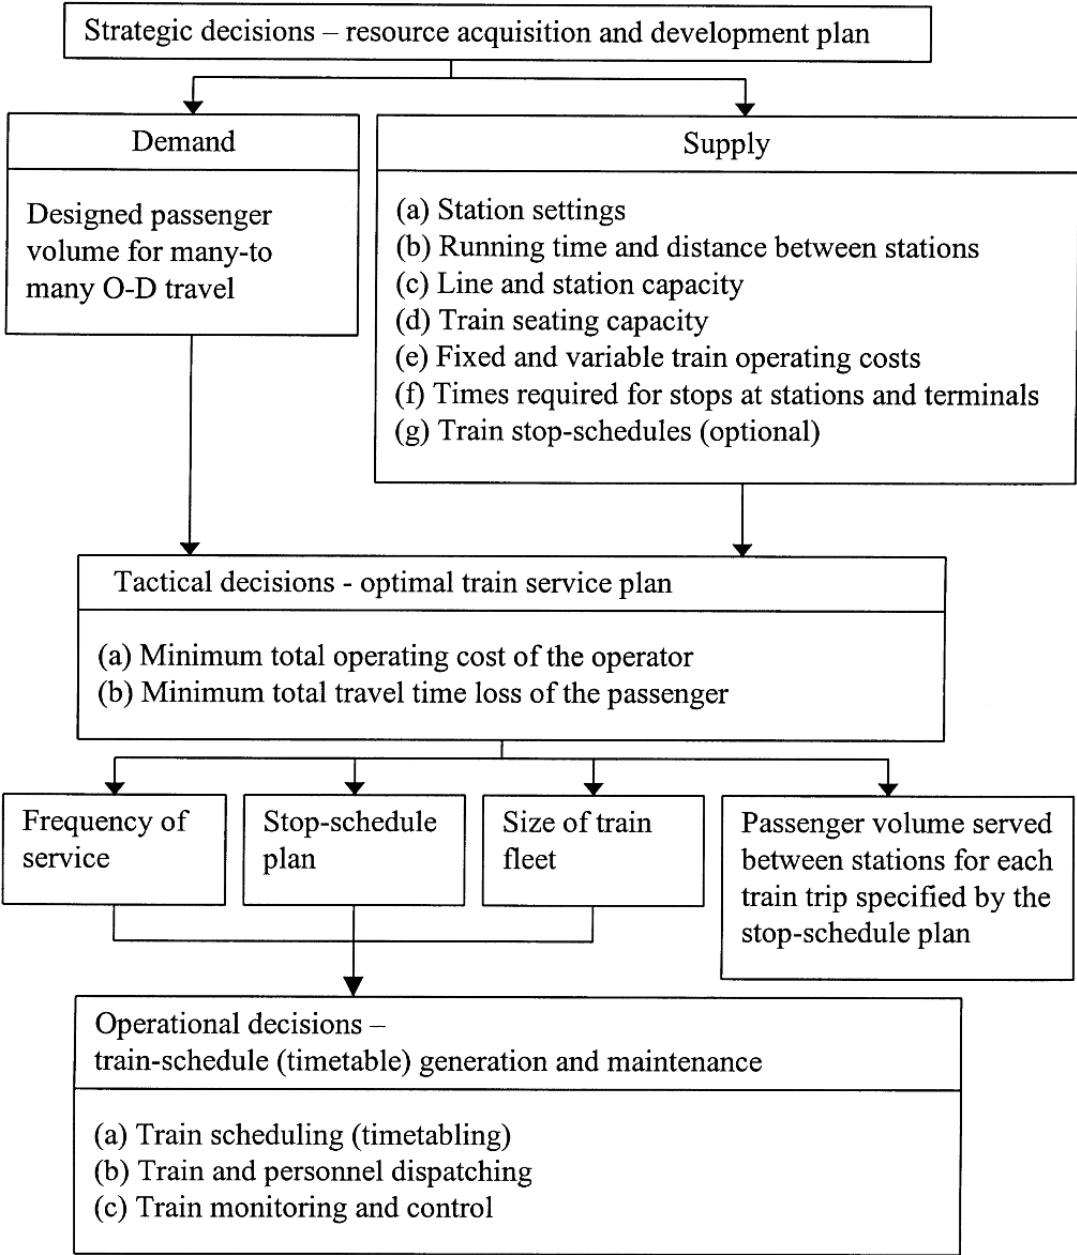 Strategic decisions – resource acquisition and development plan
Demand
Designed passenger
volume for many-to
many O-D travel
Supply
(a) Station settings
(b) Running time and distance between stations
(c) Line and station capacity
(d) Train seating capacity
(e) Fixed and variable train operating costs
(f) Times required for stops at stations and terminals
(g) Train stop-schedules (optional)
Tactical decisions - optimal train service plan
(a) Minimum total operating cost of the operator
(b) Minimum total travel time loss of the passenger
Frequency of
service
Stop-schedule
plan
Size of train
fleet
Passenger volume served
between stations for each
train trip specified by the
stop-schedule plan
Operational decisions –
train-schedule (timetable) generation and maintenance
(a) Train scheduling (timetabling)
(b) Train and personnel dispatching
(c) Train monitoring and control